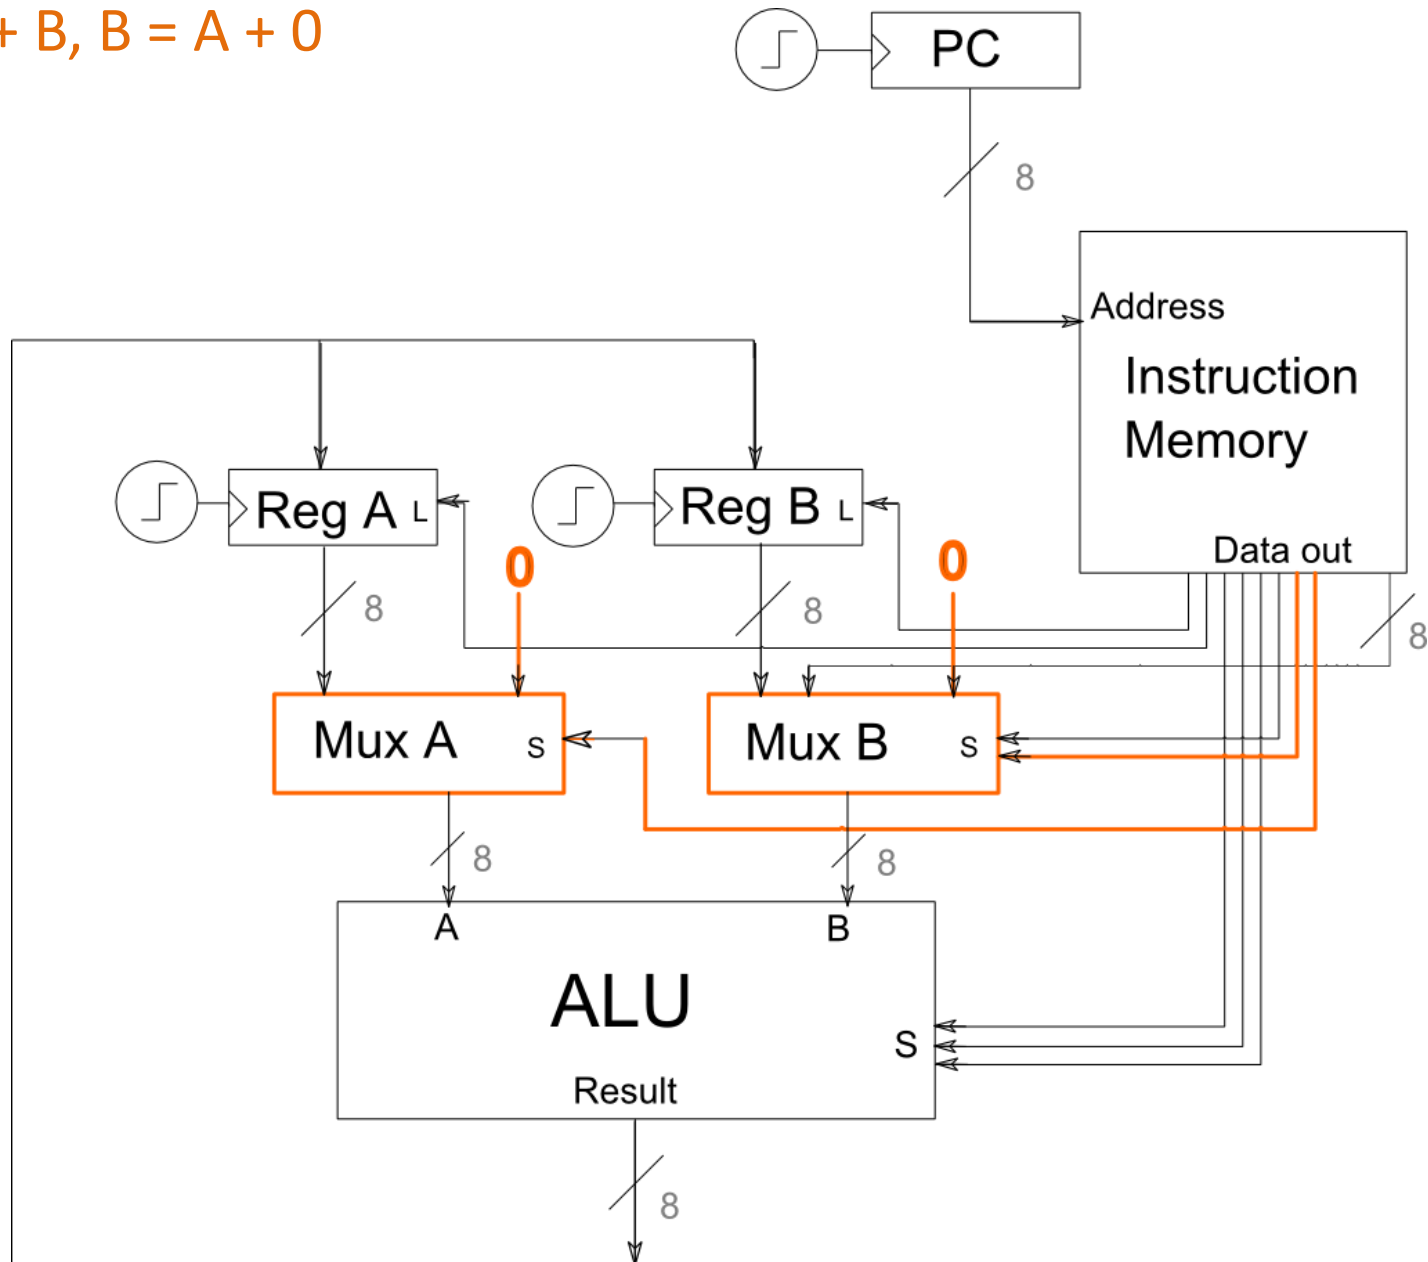 + B, B = A + 0
PC
8
Address
Instruction
Memory
Data out
Reg A L
Reg B L
0
0
8
8
8
Mux A S
Mux B S
8
8
A
B
ALU
S
Result
8